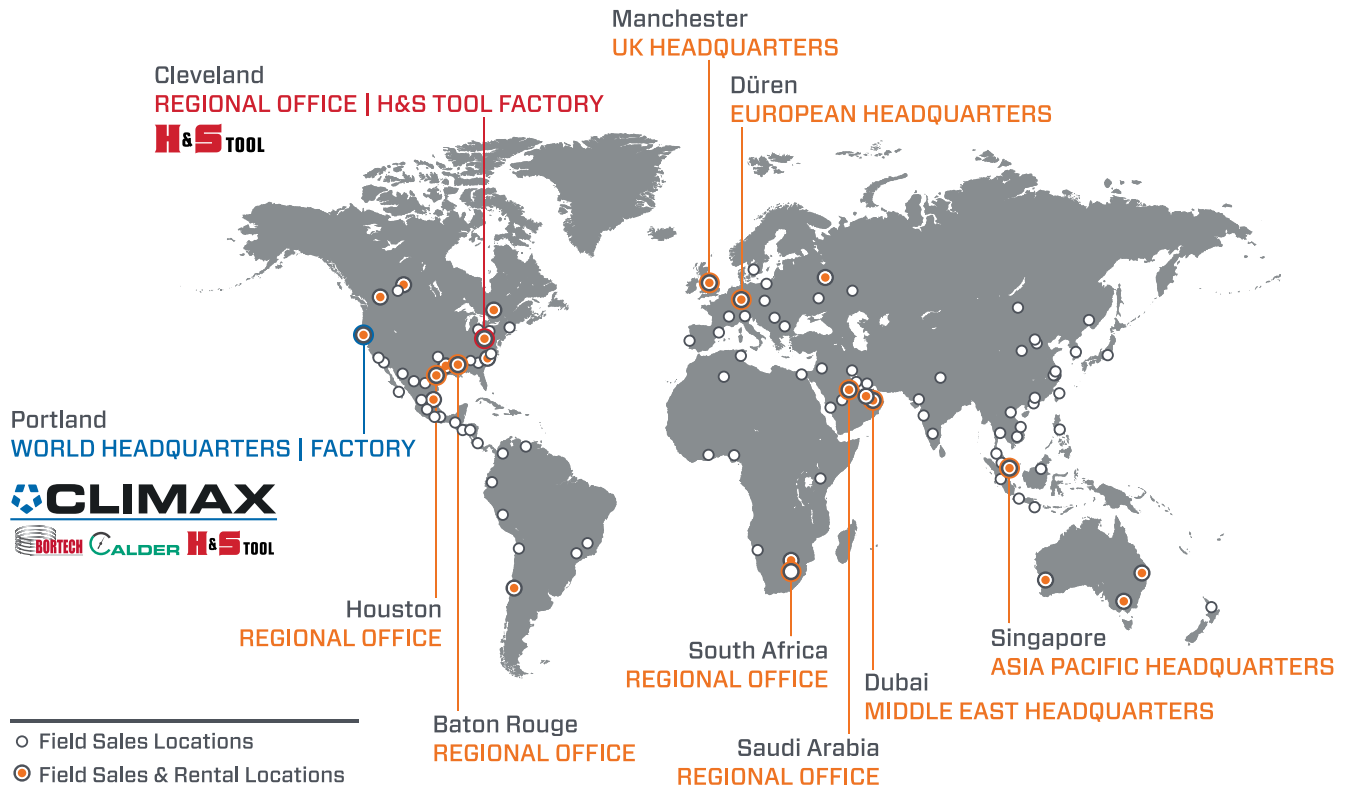 Manchester
UK HEADQUARTERS
Cleveland
REGIONAL OFFICE | H&S TOOL FACTORY
H&S TOOL
Düren
EUROPEAN HEADQUARTERS
Portland
WORLD HEADQUARTERS | FACTORY
CLIMAX
BORTECH CALDER H&S TOOL
Houston
REGIONAL OFFICE
South Africa
REGIONAL OFFICE
Singapore
ASIA PACIFIC HEADQUARTERS
Dubai
MIDDLE EAST HEADQUARTERS
Baton Rouge
REGIONAL OFFICE
Saudi Arabia
REGIONAL OFFICE
Field Sales Locations
Field Sales & Rental Locations